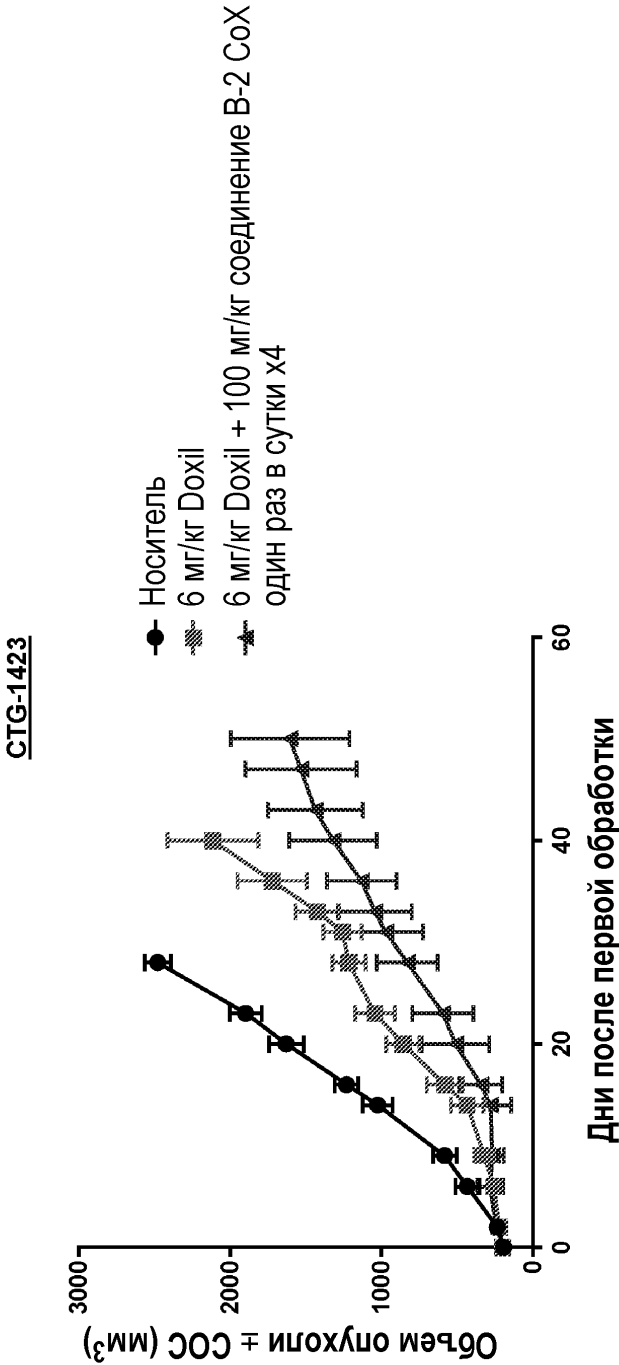 CTG-1423
Носитель
6 мг/кг Doxil
6 мг/кг Doxil + 100 мг/кг соединение B-2 CoX
один раз в сутки x4
Объем опухоли ± СОС (мм³)
3000
2000
1000
0
0
20
40
60
Дни после первой обработки